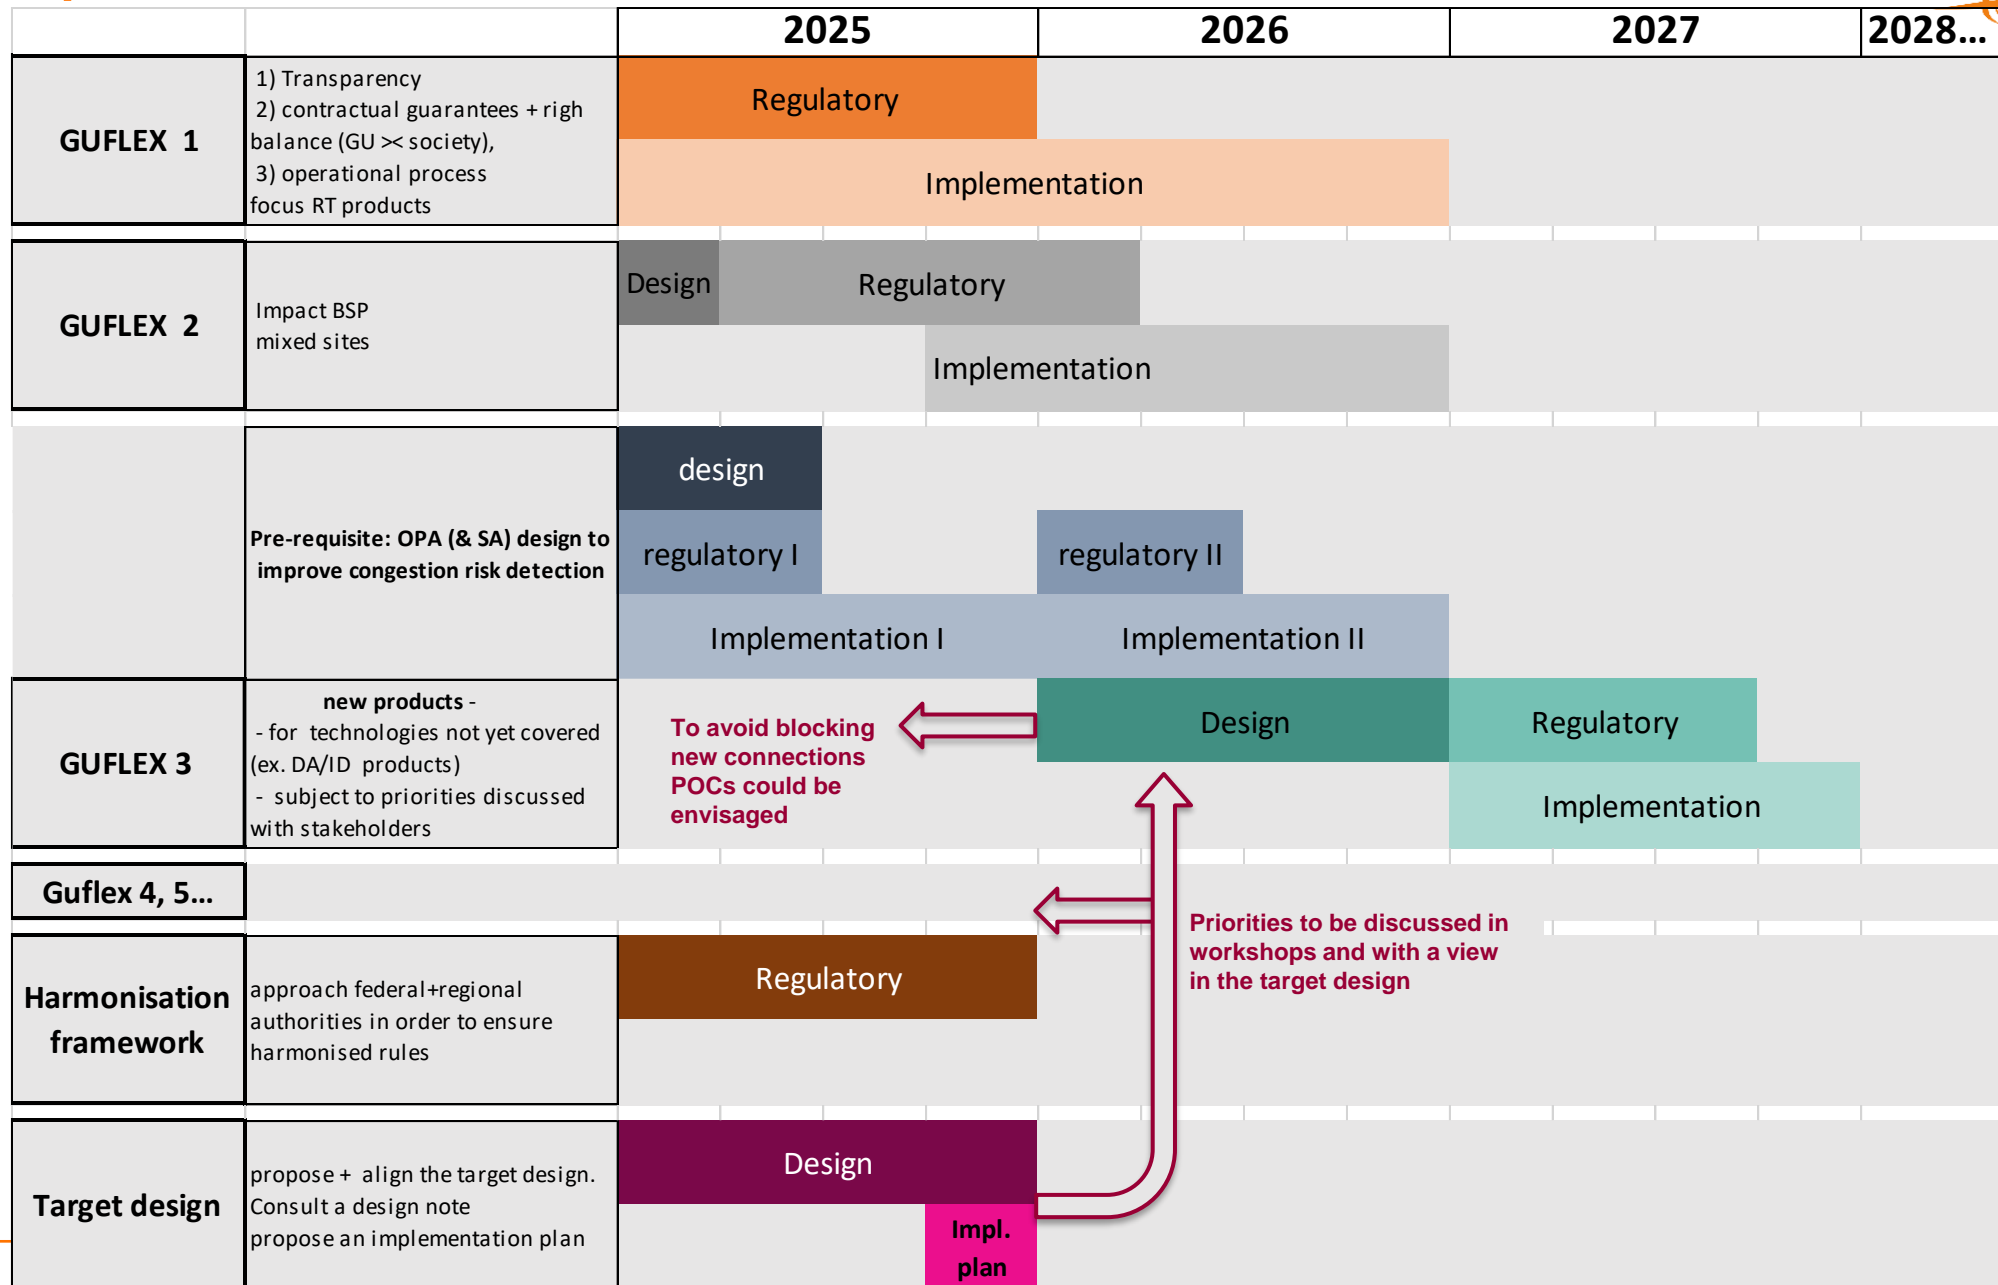 2025
2026
2027
2028...
GUFLEX 1
1) Transparency
2) contractual guarantees + righ
balance (GU >< society),
3) operational process
focus RT products
Regulatory
Implementation
GUFLEX 2
Impact BSP
mixed sites
Design
Regulatory
Implementation
Pre-requisite: OPA (& SA) design to
improve congestion risk detection
design
regulatory I
regulatory II
Implementation I
Implementation II
GUFLEX 3
new products -
- for technologies not yet covered
(ex. DA/ID products)
- subject to priorities discussed
with stakeholders
To avoid blocking
new connections
POCs could be
envisaged
Design
Regulatory
Implementation
Guflex 4, 5...
Priorities to be discussed in
workshops and with a view
in the target design
Harmonisation
framework
approach federal+regional
authorities in order to ensure
harmonised rules
Regulatory
Target design
propose + align the target design.
Consult a design note
propose an implementation plan
Design
Impl.
plan